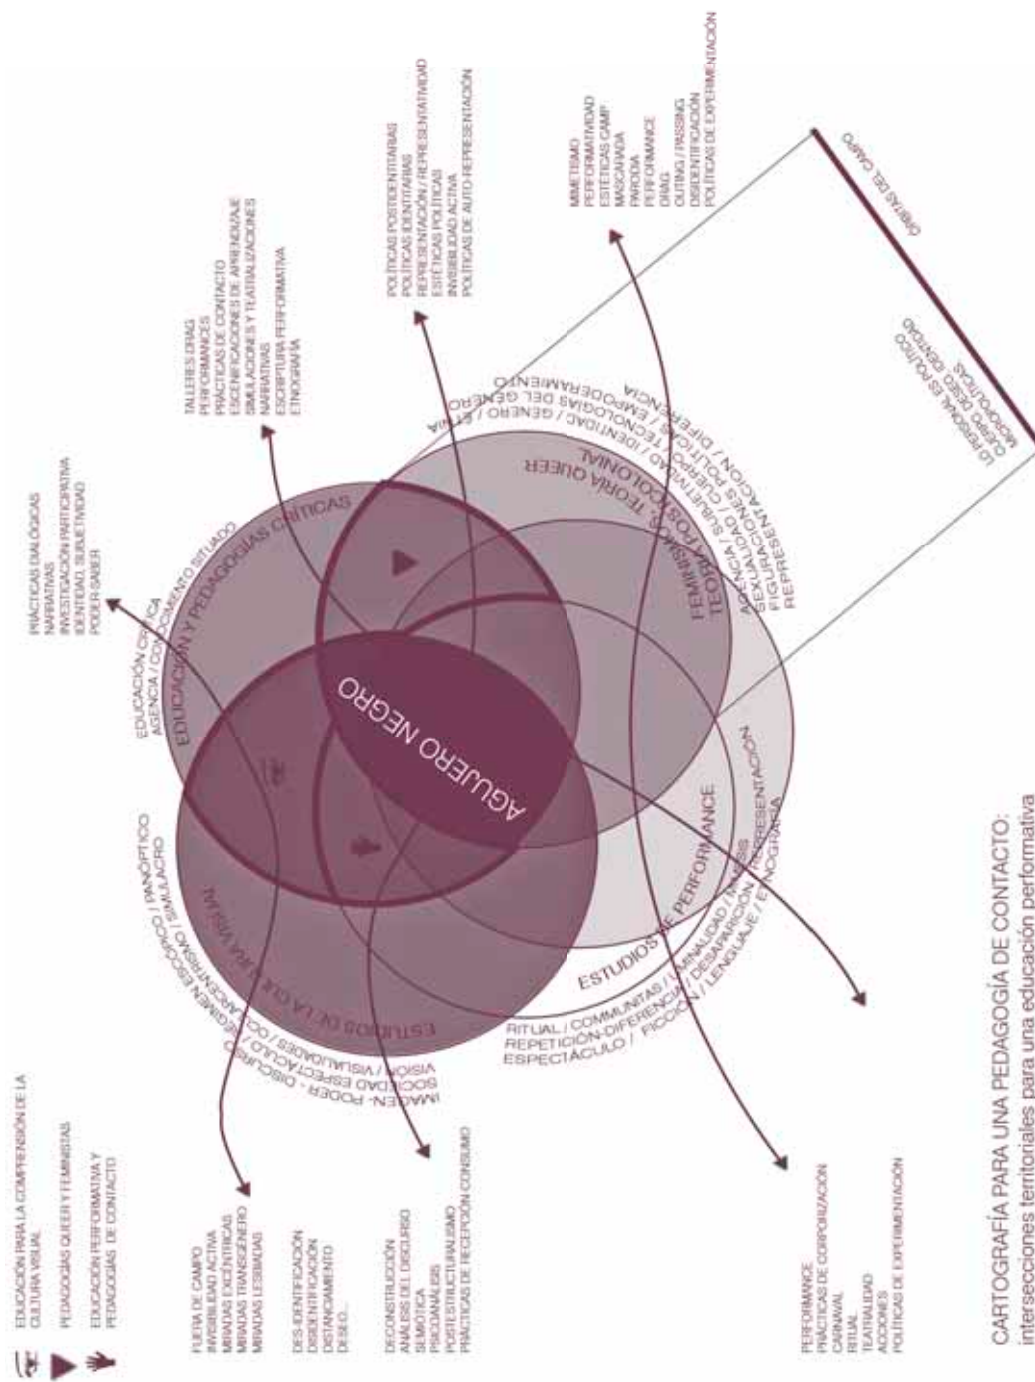 EDUCACIÓN PARA LA COMPRENSIÓN DE LA
CULTURA VISUAL
PEDAGOGÍAS QUEER Y FEMINISTAS
EDUCACIÓN PERFORMATIVA Y
PEDAGOGÍAS DE CONTACTO
PRÁCTICAS DIALÓGICAS
NARRATIVAS
INVESTIGACIÓN PARTICIPATIVA
IDENTIDAD, SUBJETIVIDAD
PODER-SABER
TALLERES DRAG
PERFORMANCES
PRÁCTICAS DE CONTACTO
ESCENIFICACIONES DE APRENDIZAJE
SIMULACIONES Y TEATRALIZACIONES
NARRATIVAS
ESCRIPTURA PERFORMATIVA
ETNOGRAFÍA
POLÍTICAS POSTIDENTITARIAS
POLÍTICAS IDENTITARIAS
REPRESENTACIÓN / REPRESENTATIVIDAD
ESTÉTICAS POLÍTICAS
INVISIBILIDAD ACTIVA
POLÍTICAS DE AUTO-REPRESENTACIÓN
MIMETISMO
PERFORMATIVIDAD
ESTÉTICAS CAMP
MASCARADA
PARODIA
PERFORMANCE
DRAG
OUTING / PASSING
DISIDENTIFICACIÓN
POLÍTICAS DE EXPERIMENTACIÓN
FUERA DE CAMPO
INVISIBILIDAD ACTIVA
MIRADAS EXCÉNTRICAS
MIRADAS TRANSGÉNERO
MIRADAS LESBIADAS
DES-IDENTIFICACIÓN
DISIDENTIFICACIÓN
DISTANCIAMIENTO
DESEO...
DECONSTRUCCIÓN
ANÁLISIS DEL DISCURSO
SEMIÓTICA
PSICOANÁLISIS
POSTESTRUCTURALISMO
PRÁCTICAS DE RECEPCIÓN CONSUMO
PERFORMANCE
PRÁCTICAS DE CORPORIZACIÓN
CARNAVAL
RITUAL
TEATRALIDAD
ACCIONES
POLÍTICAS DE EXPERIMENTACIÓN
EDUCACIÓN CRÍTICA
AGENCIA / CONOCIMIENTO SITUADO
EDUCACIÓN Y PEDAGOGÍAS CRÍTICAS
IMAGEN- PODER - DISCURSO / RÉGIMEN ESCÓPICO / PANÓPTICO
SOCIEDAD ESPECTÁCULO / OCULARCENTRISMO / SIMULACRO
VISIÓN / VISUALIDADES
ESTUDIOS DE LA CULTURA VISUAL
AGUJERO NEGRO
FEMINISMOS, TEORÍA QUEER
TEORÍA POSTCOLONIAL
AGENCIA / SUBJETIVIDAD / IDENTIDAD / GÉNERO / ETNIA
SEXUALIDAD / CUERPO / TECNOLOGÍAS DEL GÉNERO
FIGURACIONES POLÍTICAS / EMPODERAMIENTO
REPRESENTACIÓN / DIFERENCIA
ESTUDIOS DE PERFORMANCE
RITUAL / COMMUNITAS / LIMINALIDAD / MIMESIS
REPETICIÓN-DIFERENCIA / DESAPARICIÓN / REPRESENTACIÓN
ESPECTÁCULO / FICCIÓN / LENGUAJE / ETNOGRAFÍA
ÓRBITAS DEL CAMPO
LO PERSONAL ES POLÍTICO
CUERPO, DESEO, IDENTIDAD
MICROPOLÍTICAS.
CARTOGRAFÍA PARA UNA PEDAGOGÍA DE CONTACTO:
intersecciones territoriales para una educación performativa